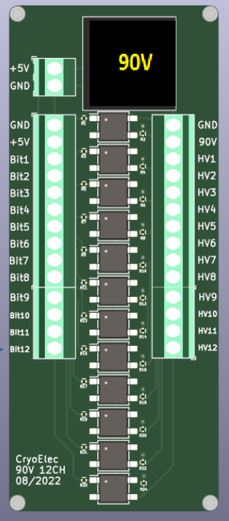 90V
+5V
GND
GND
+5V
Bit1
Bit2
Bit3
Bit4
Bit5
Bit6
Bit7
Bit8
Bit9
Bit10
Bit11
Bit12
GND
90V
HV1
HV2
HV3
HV4
HV5
HV6
HV7
HV8
HV9
HV10
HV11
HV12
CryoElec
90V 12CH
08/2022